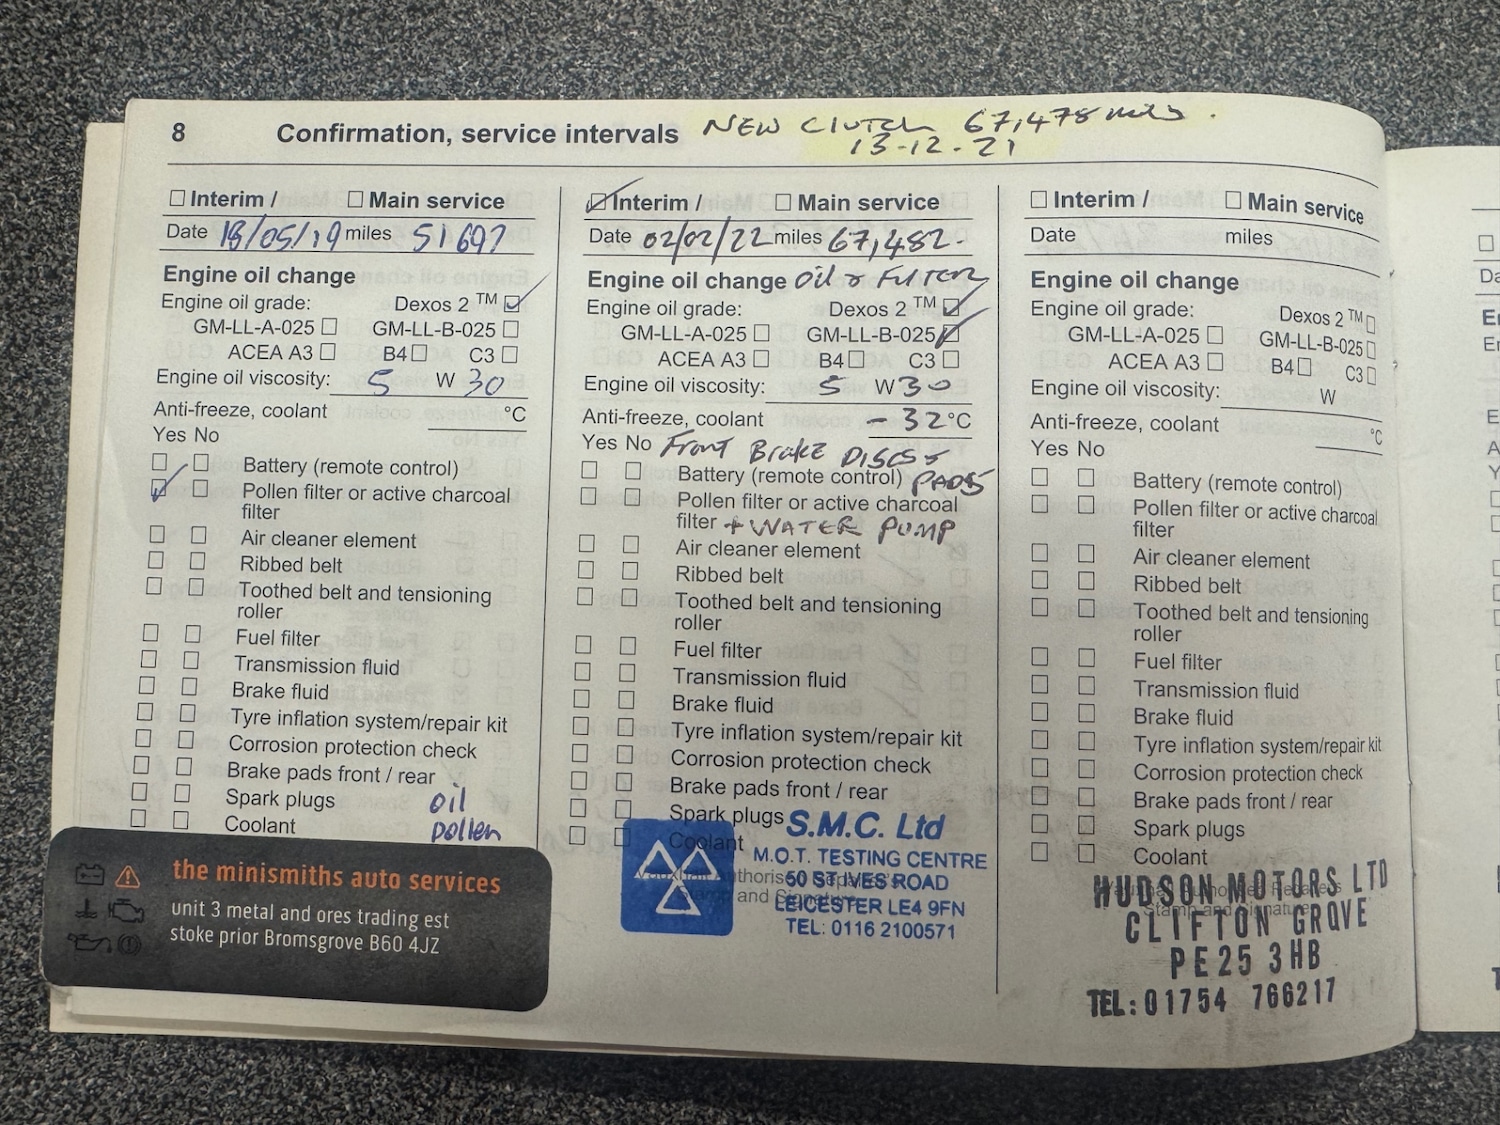 8 Confirmation, service intervals NEW CLUTCH 67,478 mls.
13-12-21
Interim / Main service
Date 18/05/19 miles 51697
Engine oil change
Engine oil grade: Dexos 2 TM
GM-LL-A-025 GM-LL-B-025
ACEA A3 B4 C3
Engine oil viscosity: 5 W 30
Anti-freeze, coolant °C
Yes No
Battery (remote control)
Pollen filter or active charcoal
filter
Air cleaner element
Ribbed belt
Toothed belt and tensioning
roller
Fuel filter
Transmission fluid
Brake fluid
Tyre inflation system/repair kit
Corrosion protection check
Brake pads front / rear
Spark plugs oil
Coolant pollen
the minismiths auto services
unit 3 metal and ores trading est
stoke prior Bromsgrove B60 4JZ
Interim / Main service
Date 02/02/22 miles 67,482.
Engine oil change oil & FILTER
Engine oil grade: Dexos 2 TM
GM-LL-A-025 GM-LL-B-025
ACEA A3 B4 C3
Engine oil viscosity: 5 W 30
Anti-freeze, coolant - 32 °C
Yes No Front Brake DISCS &
Battery (remote control) PADS
Pollen filter or active charcoal
filter + WATER PUMP
Air cleaner element
Ribbed belt
Toothed belt and tensioning
roller
Fuel filter
Transmission fluid
Brake fluid
Tyre inflation system/repair kit
Corrosion protection check
Brake pads front / rear
Spark plugs
Coolant
S.M.C. Ltd
M.O.T. TESTING CENTRE
50 ST. IVES ROAD
LEICESTER LE4 9FN
TEL: 0116 2100571
and Signature
Interim / Main service
Date miles
Engine oil change
Engine oil grade: Dexos 2 TM
GM-LL-A-025 GM-LL-B-025
ACEA A3 B4 C3
Engine oil viscosity: W
Anti-freeze, coolant °C
Yes No
Battery (remote control)
Pollen filter or active charcoal
filter
Air cleaner element
Ribbed belt
Toothed belt and tensioning
roller
Fuel filter
Transmission fluid
Brake fluid
Tyre inflation system/repair kit
Corrosion protection check
Brake pads front / rear
Spark plugs
Coolant
HUDSON MOTORS LTD
Stamp and Signature
CLIFTON GROVE
PE25 3HB
TEL: 01754 766217